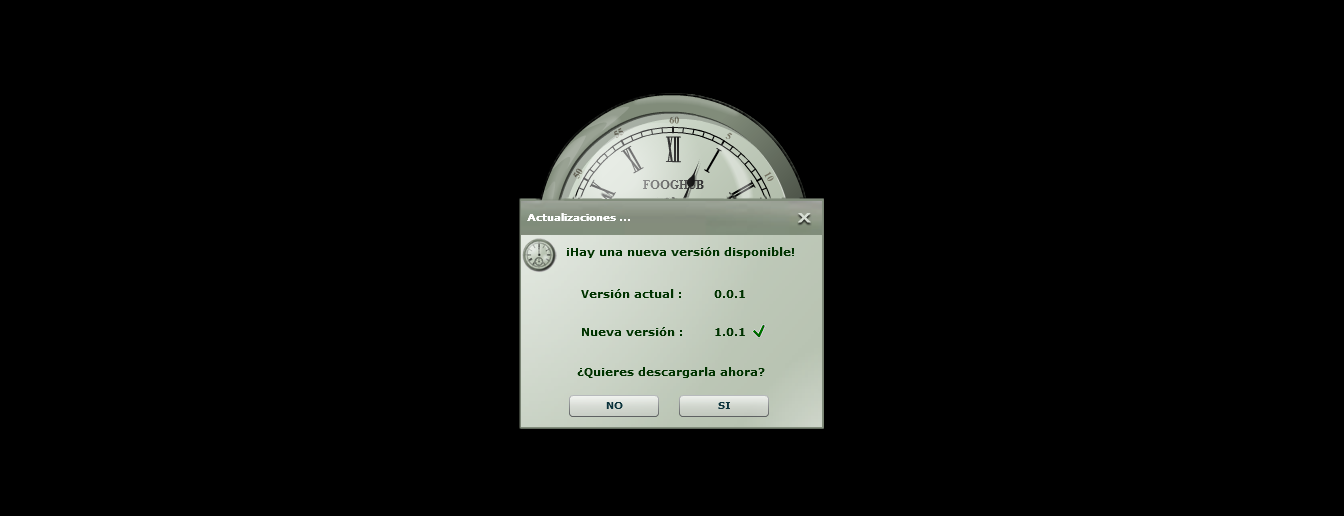 60
55
5
50
10
XII
I
FOOGHUB
Actualizaciones ...
¡Hay una nueva versión disponible!
Versión actual : 0.0.1
Nueva versión : 1.0.1
¿Quieres descargarla ahora?
NO SI